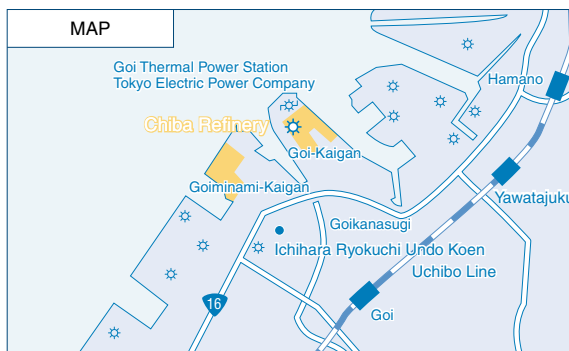 MAP
Goi Thermal Power Station
Tokyo Electric Power Company
Hamano
Chiba Refinery
Goi-Kaigan
Goiminami-Kaigan
Yawatajuku
Goikanasugi
Ichihara Ryokuchi Undo Koen
Uchibo Line
16
Goi